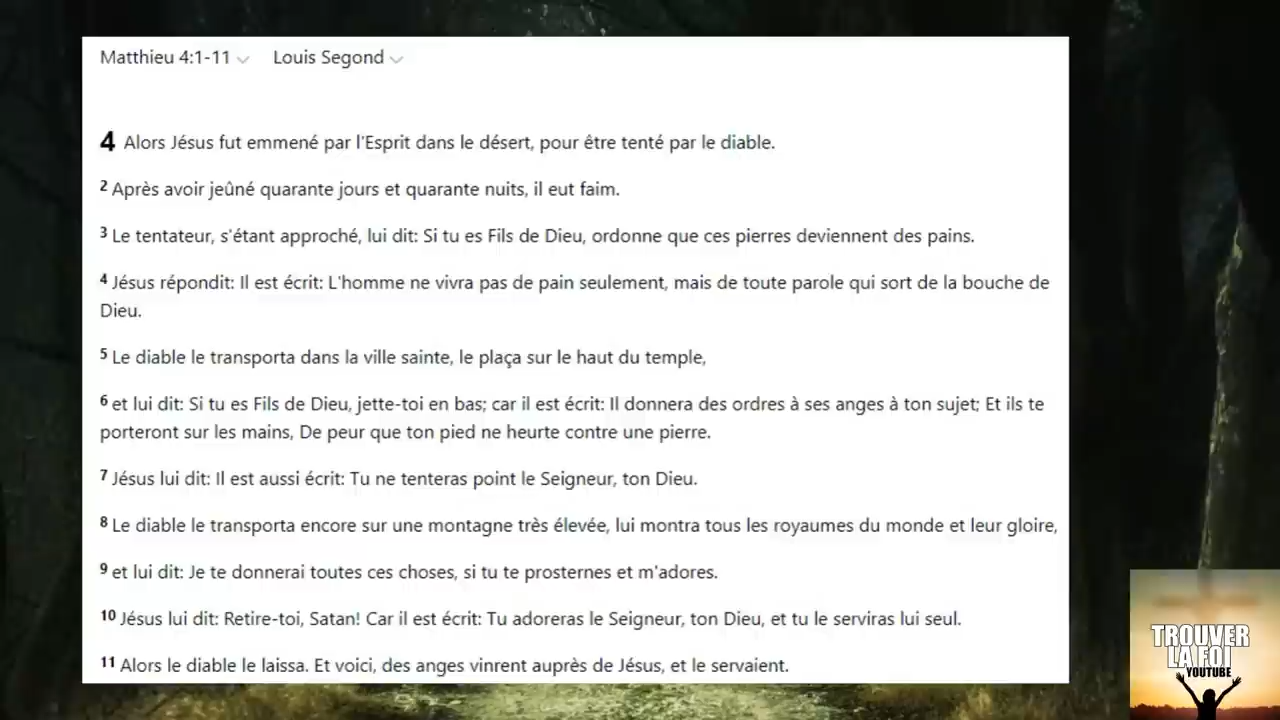 Matthieu 4:1-11 Louis Segond
4 Alors Jésus fut emmené par l'Esprit dans le désert, pour être tenté par le diable.
2 Après avoir jeûné quarante jours et quarante nuits, il eut faim.
3 Le tentateur, s'étant approché, lui dit: Si tu es Fils de Dieu, ordonne que ces pierres deviennent des pains.
4 Jésus répondit: Il est écrit: L'homme ne vivra pas de pain seulement, mais de toute parole qui sort de la bouche de
Dieu.
5 Le diable le transporta dans la ville sainte, le plaça sur le haut du temple,
6 et lui dit: Si tu es Fils de Dieu, jette-toi en bas; car il est écrit: Il donnera des ordres à ses anges à ton sujet; Et ils te
porteront sur les mains, De peur que ton pied ne heurte contre une pierre.
7 Jésus lui dit: Il est aussi écrit: Tu ne tenteras point le Seigneur, ton Dieu.
8 Le diable le transporta encore sur une montagne très élevée, lui montra tous les royaumes du monde et leur gloire,
9 et lui dit: Je te donnerai toutes ces choses, si tu te prosternes et m'adores.
10 Jésus lui dit: Retire-toi, Satan! Car il est écrit: Tu adoreras le Seigneur, ton Dieu, et tu le serviras lui seul.
11 Alors le diable le laissa. Et voici, des anges vinrent auprès de Jésus, et le servaient.
TROUVER
LA FOI
YOUTUBE